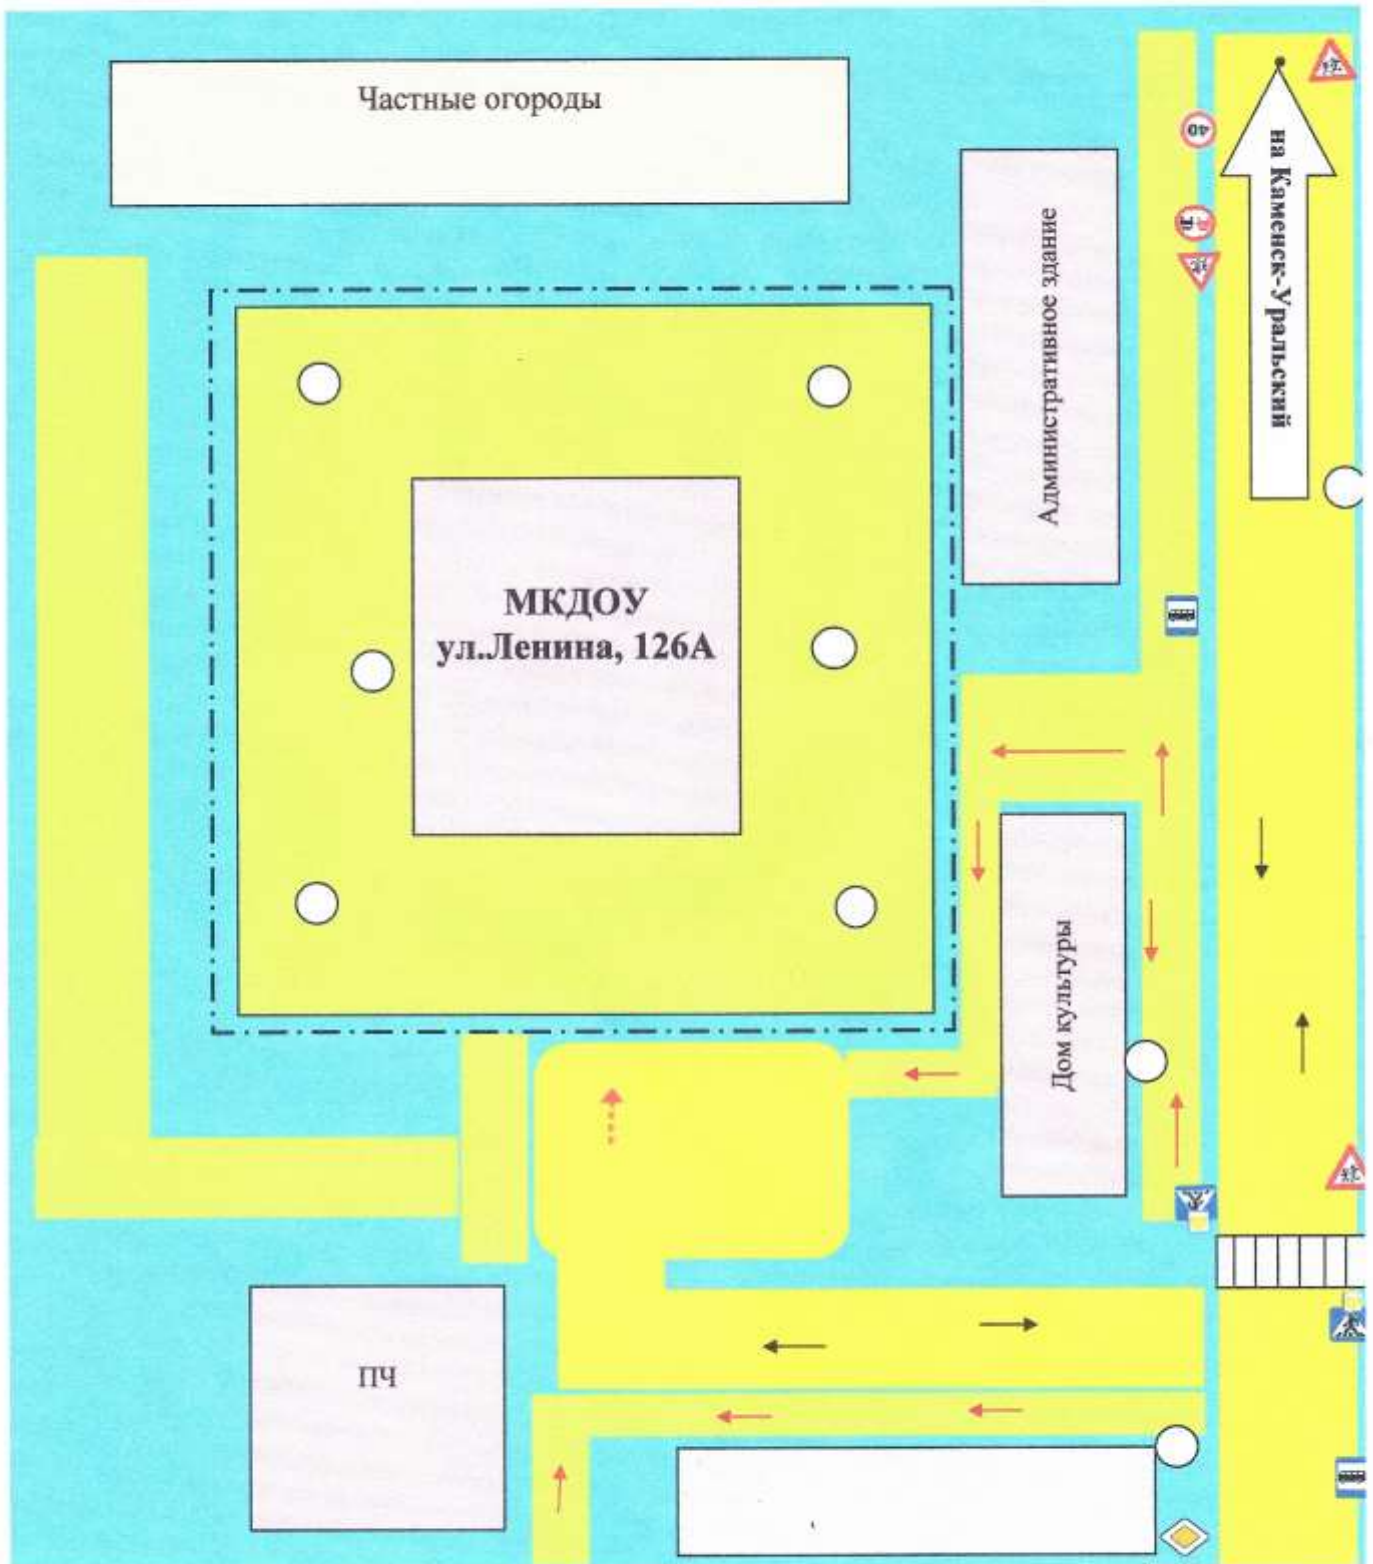 Частные огороды
на Каменск-Уральский
40
Административное здание
МКДОУ
ул.Ленина, 126А
Дом культуры
ПЧ